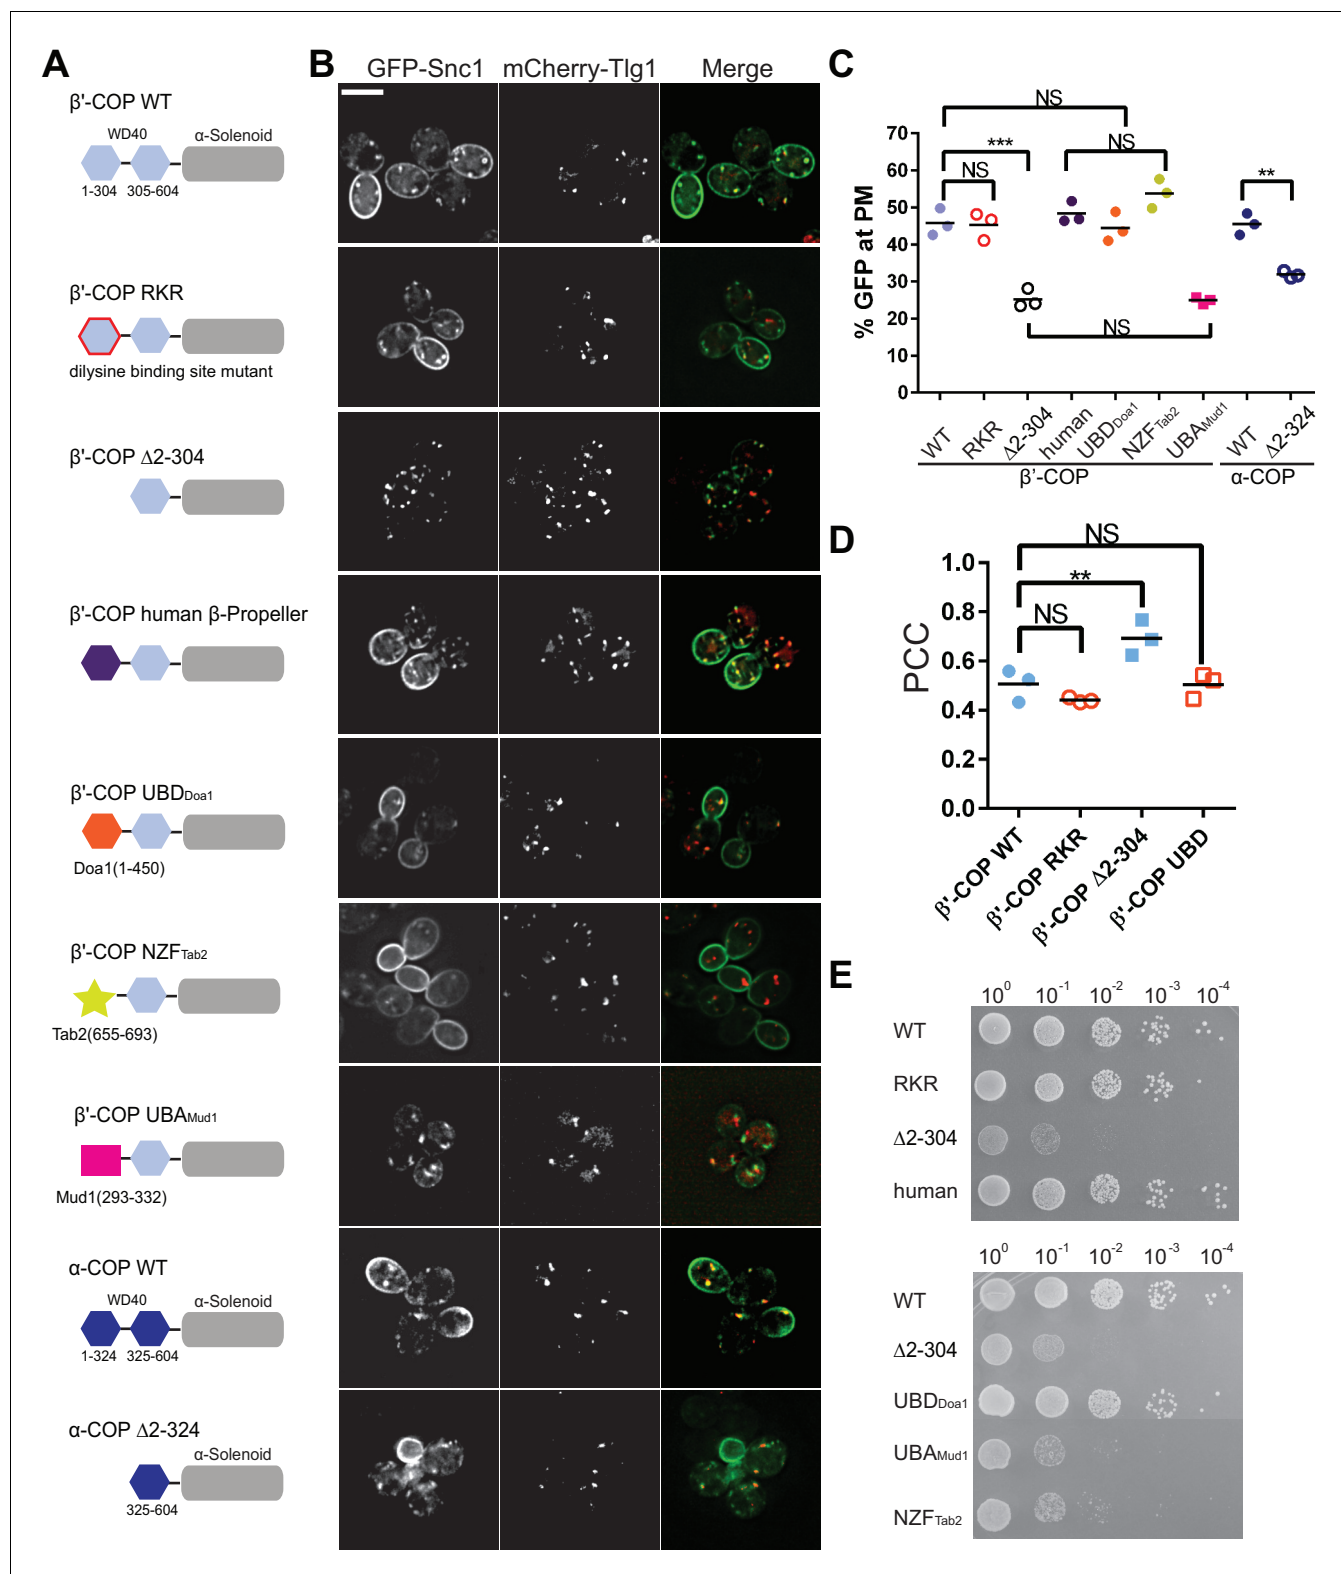 A
β'-COP WT
WD40
α-Solenoid
1-304
305-604
β'-COP RKR
dilysine binding site mutant
β'-COP Δ2-304
β'-COP human β-Propeller
β'-COP UBDDoa1
Doa1(1-450)
β'-COP NZFTab2
Tab2(655-693)
β'-COP UBAMud1
Mud1(293-332)
α-COP WT
WD40
α-Solenoid
1-324
325-604
α-COP Δ2-324
α-Solenoid
325-604
B
GFP-Snc1
mCherry-Tlg1
Merge
C
NS
***
NS
NS
**
NS
% GFP at PM
70
60
50
40
30
20
10
0
WT
RKR
Δ2-304
human
UBDDoa1
NZFTab2
UBAMud1
WT
Δ2-324
β'-COP
α-COP
D
NS
**
NS
PCC
1.0
0.8
0.6
0.4
0.2
0.0
β'-COP WT
β'-COP RKR
β'-COP Δ2-304
β'-COP UBD
E
10^0 10^-1 10^-2 10^-3 10^-4
WT
RKR
Δ2-304
human
10^0 10^-1 10^-2 10^-3 10^-4
WT
Δ2-304
UBDDoa1
UBAMud1
NZFTab2